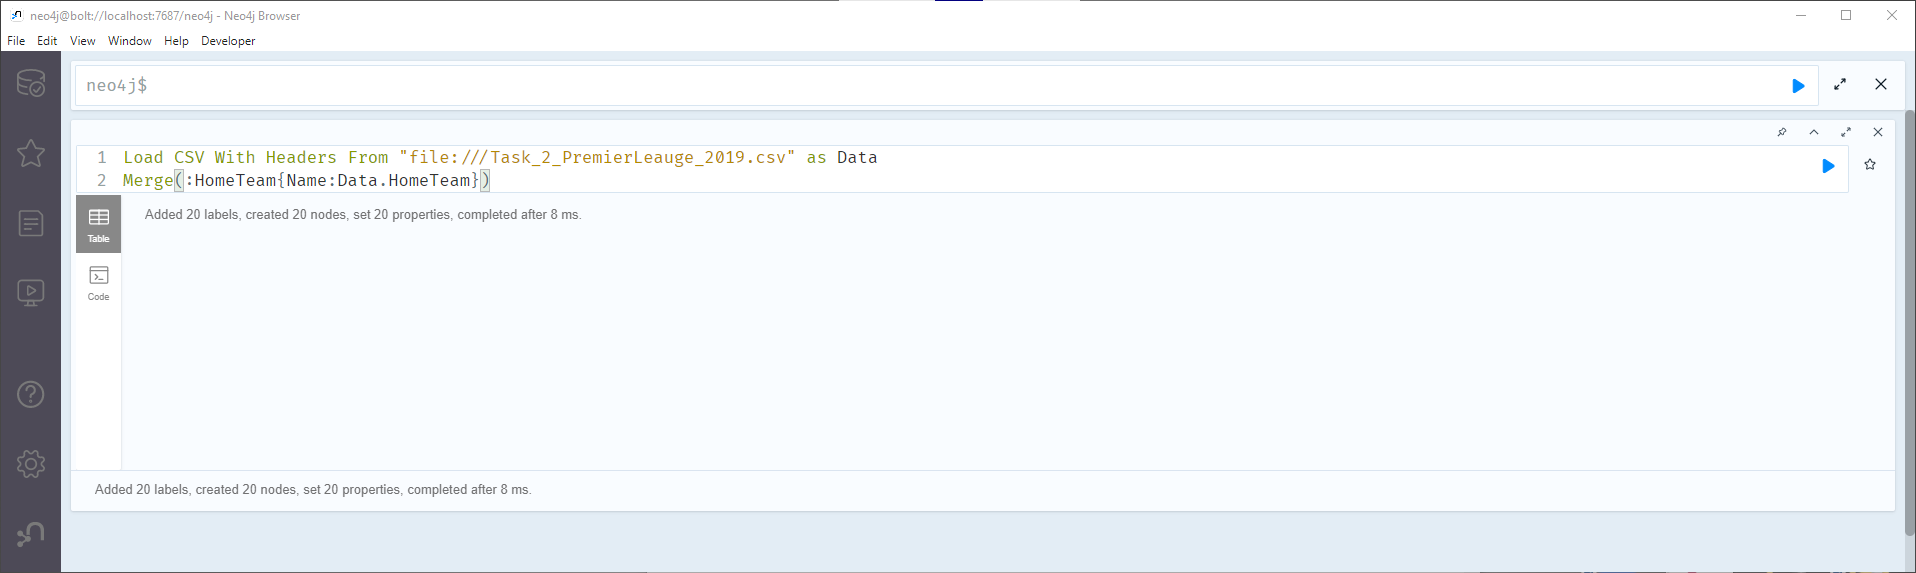 neo4j@bolt://localhost:7687/neo4j - Neo4j Browser
File Edit View Window Help Developer
neo4j$
1 Load CSV With Headers From "file:///Task_2_PremierLeauge_2019.csv" as Data
2 Merge(:HomeTeam{Name:Data.HomeTeam})
Table
Added 20 labels, created 20 nodes, set 20 properties, completed after 8 ms.
Code
Added 20 labels, created 20 nodes, set 20 properties, completed after 8 ms.